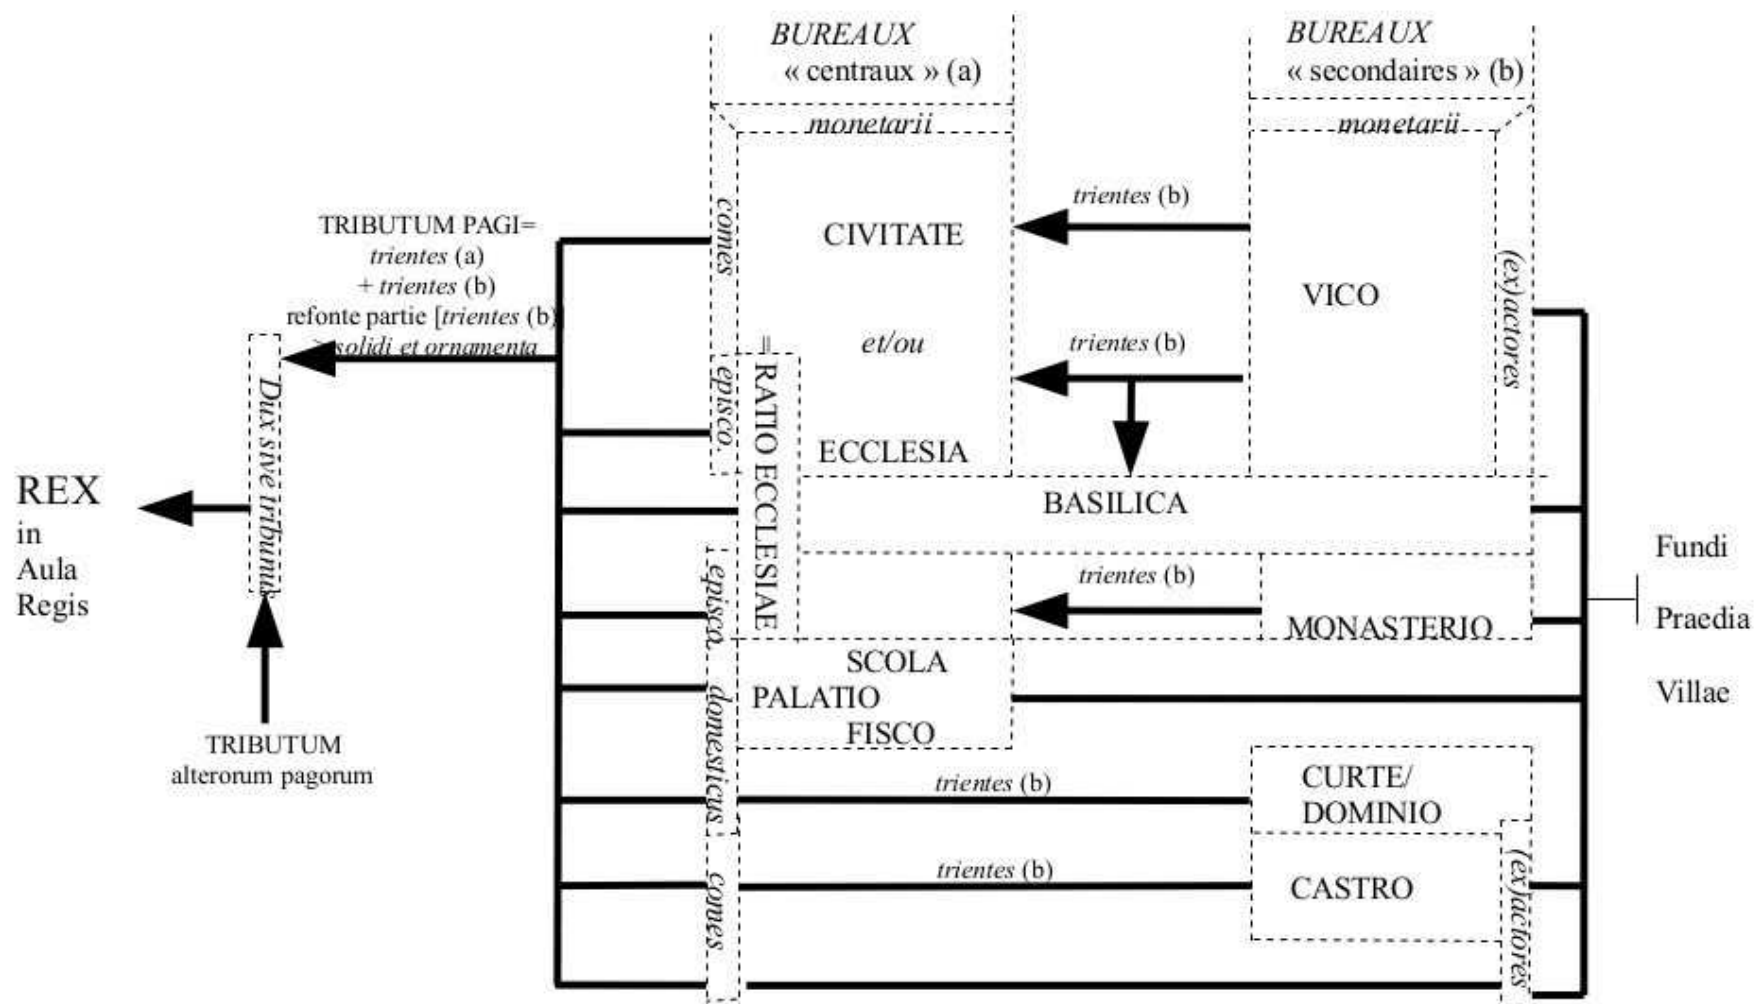 BUREAUX
« centraux » (a)
BUREAUX
« secondaires » (b)
monetarii
monetarii
comes
CIVITATE
trientes (b)
VICO
(ex)actores
TRIBUTUM PAGI=
trientes (a)
+ trientes (b)
refonte partie [trientes (b)]
> solidi et ornamenta
et/ou
trientes (b)
episco.
= RATIO ECCLESIAE
ECCLESIA
Dux sive tribunus
REX
in
Aula
Regis
BASILICA
Fundi
Praedia
Villae
episco.
trientes (b)
MONASTERIO
SCOLA
PALATIO
FISCO
domesticus
TRIBUTUM
alterorum pagorum
trientes (b)
CURTE/
DOMINIO
comes
trientes (b)
CASTRO
(ex)actores